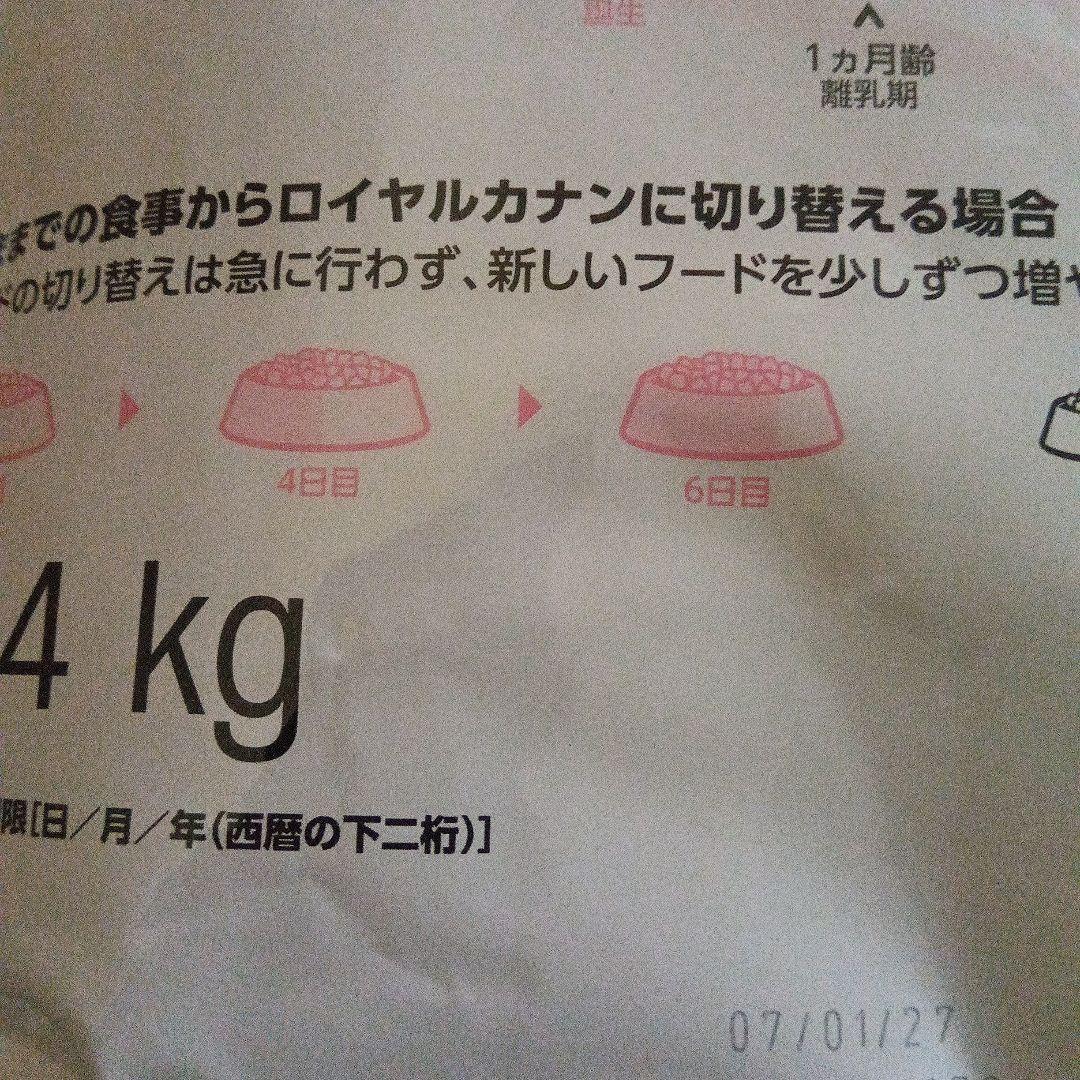 誕生
1ヵ月齢
離乳期
までの食事からロイヤルカナンに切り替える場合
の切り替えは急に行わず、新しいフードを少しずつ増や
4日目
6日目
4 kg
限[日／月／年(西暦の下二桁)]
07/01/27